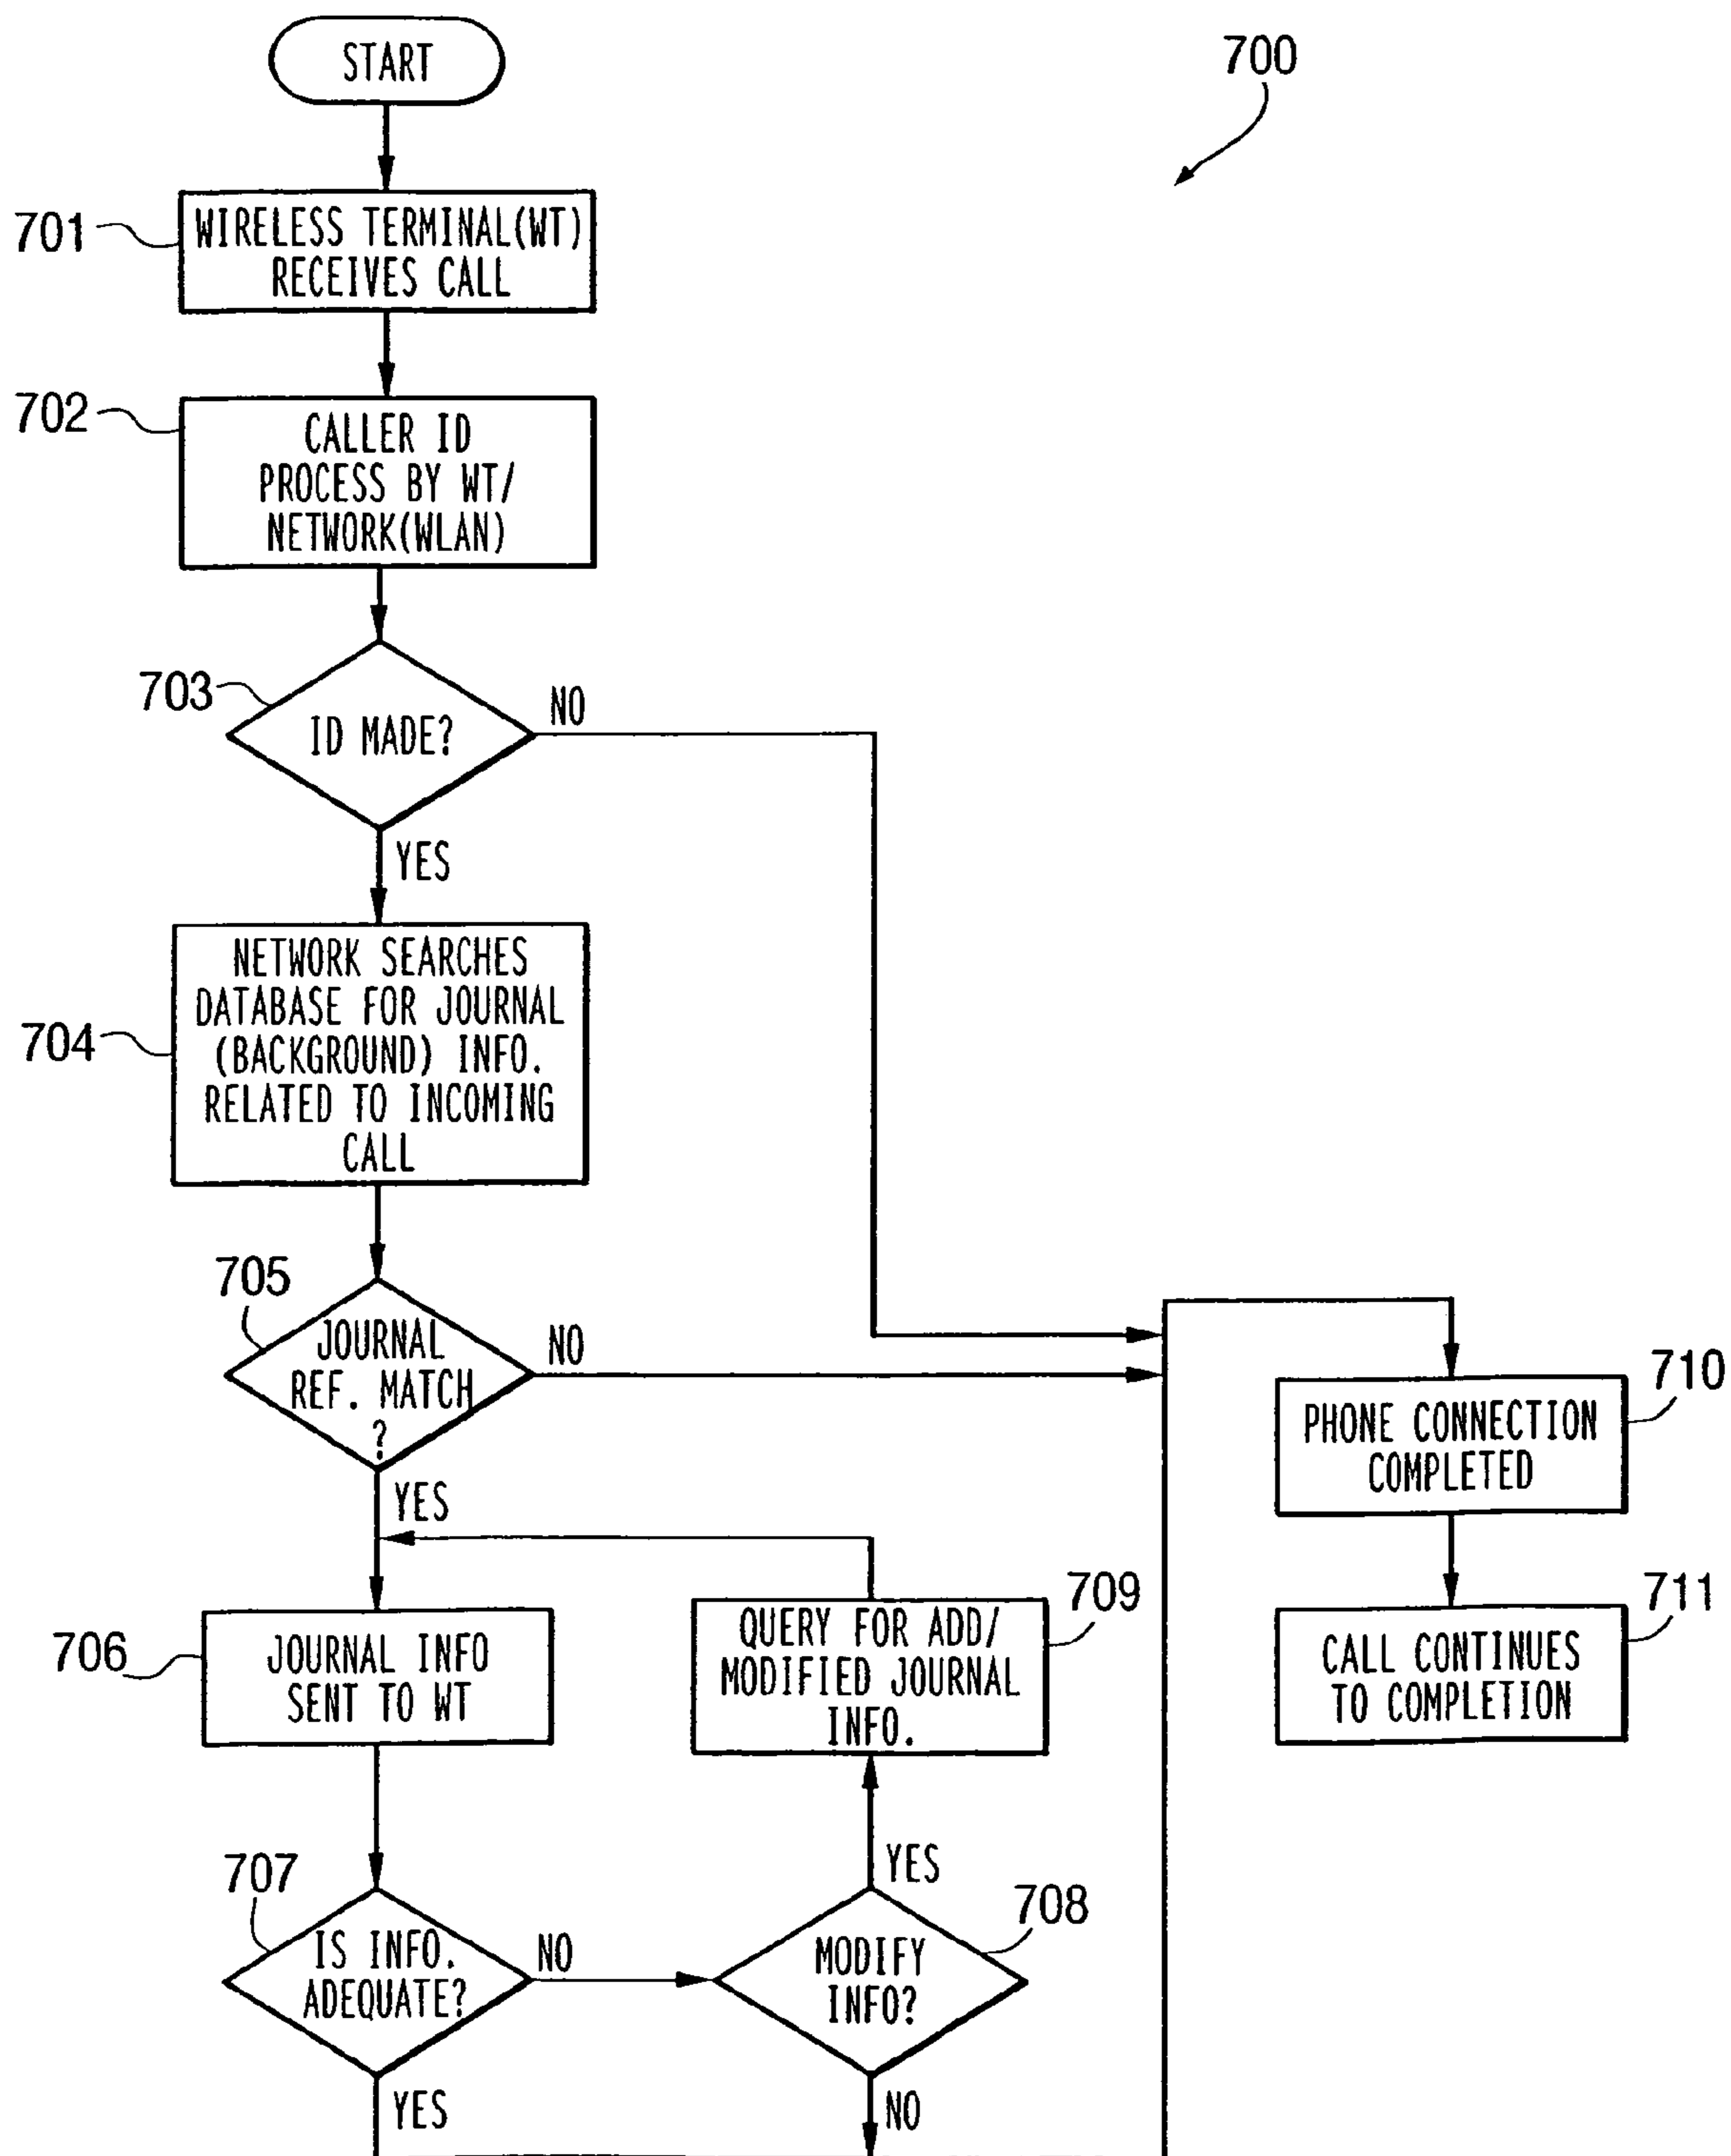 START
700
701
WIRELESS TERMINAL(WT)
RECEIVES CALL
702
CALLER ID
PROCESS BY WT/
NETWORK(WLAN)
703
ID MADE?
NO
YES
704
NETWORK SEARCHES
DATABASE FOR JOURNAL
(BACKGROUND) INFO.
RELATED TO INCOMING
CALL
705
JOURNAL
REF. MATCH
?
NO
YES
710
PHONE CONNECTION
COMPLETED
706
JOURNAL INFO
SENT TO WT
709
QUERY FOR ADD/
MODIFIED JOURNAL
INFO.
711
CALL CONTINUES
TO COMPLETION
707
IS INFO.
ADEQUATE?
NO
YES
708
MODIFY
INFO?
YES
NO